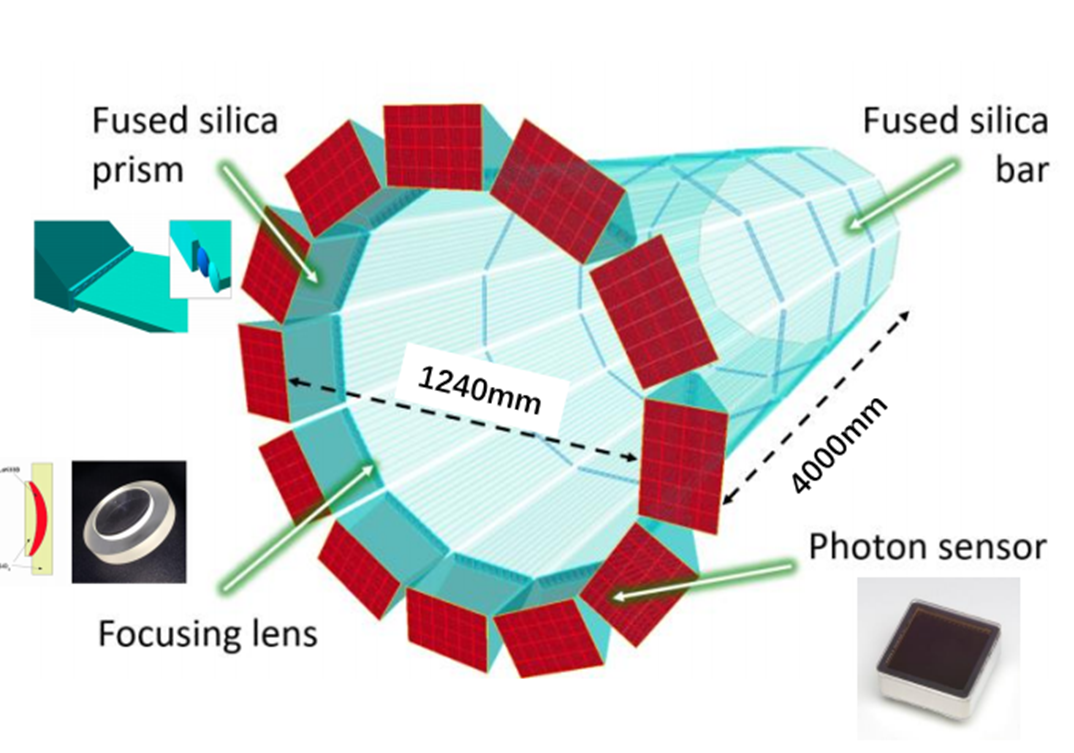 Fused silica
prism
Fused silica
bar
1240mm
4000mm
Photon sensor
Focusing lens